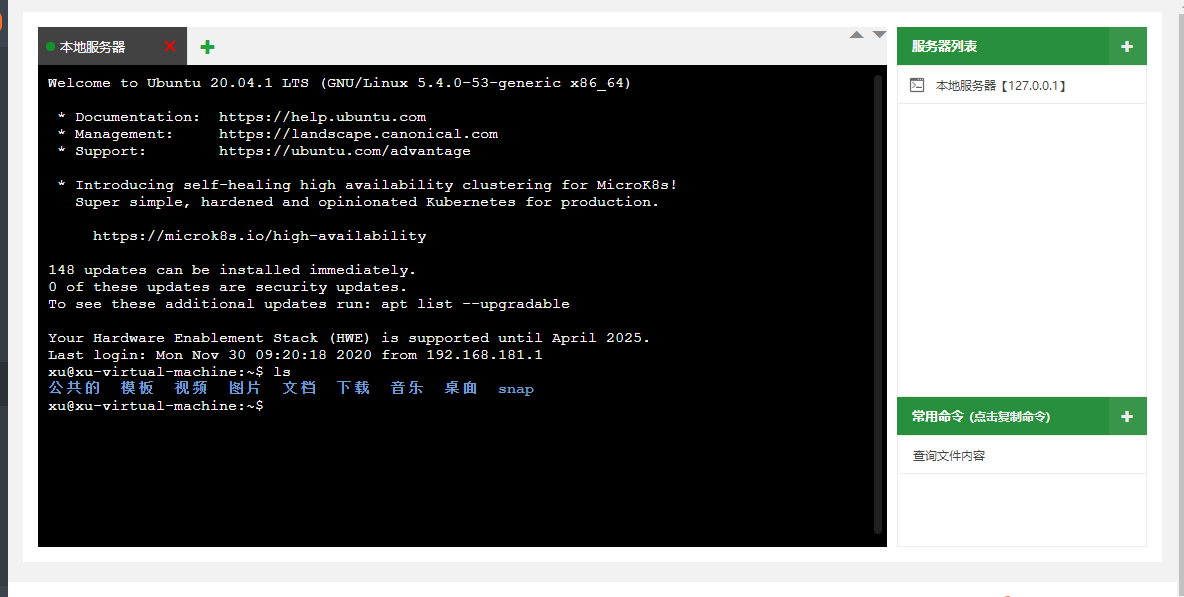 本地服务器
Welcome to Ubuntu 20.04.1 LTS (GNU/Linux 5.4.0-53-generic x86_64)
* Documentation:  https://help.ubuntu.com
* Management:     https://landscape.canonical.com
* Support:        https://ubuntu.com/advantage
* Introducing self-healing high availability clustering for MicroK8s!
Super simple, hardened and opinionated Kubernetes for production.
https://microk8s.io/high-availability
148 updates can be installed immediately.
0 of these updates are security updates.
To see these additional updates run: apt list --upgradable
Your Hardware Enablement Stack (HWE) is supported until April 2025.
Last login: Mon Nov 30 09:20:18 2020 from 192.168.181.1
xu@xu-virtual-machine:~$ ls
公共的  模板  视频  图片  文档  下载  音乐  桌面  snap
xu@xu-virtual-machine:~$
服务器列表
本地服务器【127.0.0.1】
常用命令 (点击复制命令)
查询文件内容